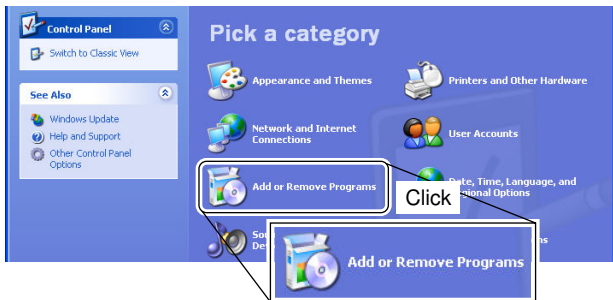 Control Panel
Switch to Classic View
See Also
Windows Update
Help and Support
Other Control Panel
Options
Pick a category
Appearance and Themes
Printers and Other Hardware
Network and Internet
Connections
User Accounts
Add or Remove Programs
Date, Time, Language, and
Regional Options
Click
Add or Remove Programs